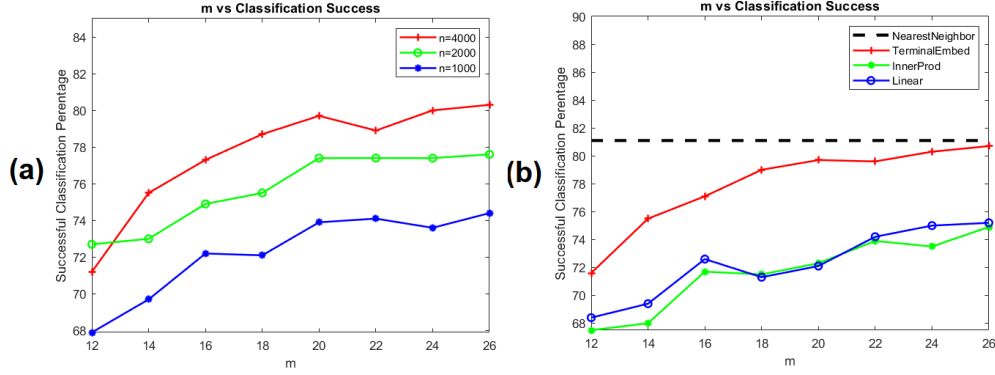 m vs Classification Success
84
82
80
78
76
74
72
70
68
12 14 16 18 20 22 24 26
m
Successful Classification Perentage
n=4000
n=2000
n=1000
(a)
m vs Classification Success
90
88
86
84
82
80
78
76
74
72
70
68
12 14 16 18 20 22 24 26
m
Successful Classification Perentage
NearestNeighbor
TerminalEmbed
InnerProd
Linear
(b)